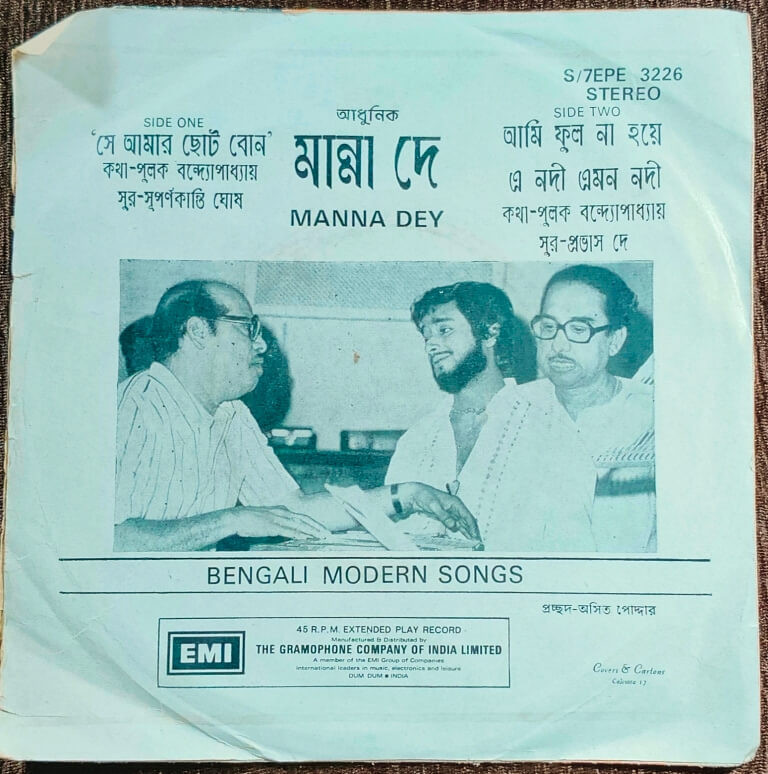 S/7EPE 3226
STEREO
SIDE ONE
'সে আমার ছোট বোন'
কথা-পুলক বন্দ্যোপাধ্যায়
সুর-সুপর্ণকান্তি ঘোষ
আধুনিক
মান্না দে
MANNA DEY
SIDE TWO
আমি ফুল না হয়ে
এ নদী এমন নদী
কথা-পুলক বন্দ্যোপাধ্যায়
সুর-প্রভাস দে
BENGALI MODERN SONGS
প্রচ্ছদ-অসিত পোদ্দার
EMI
45 R.P.M. EXTENDED PLAY RECORD
Manufactured & Distributed by
THE GRAMOPHONE COMPANY OF INDIA LIMITED
A member of the EMI Group of Companies
International leaders in music, electronics and leisure
DUM DUM ■ INDIA
Covers & Cartons
Calcutta 17